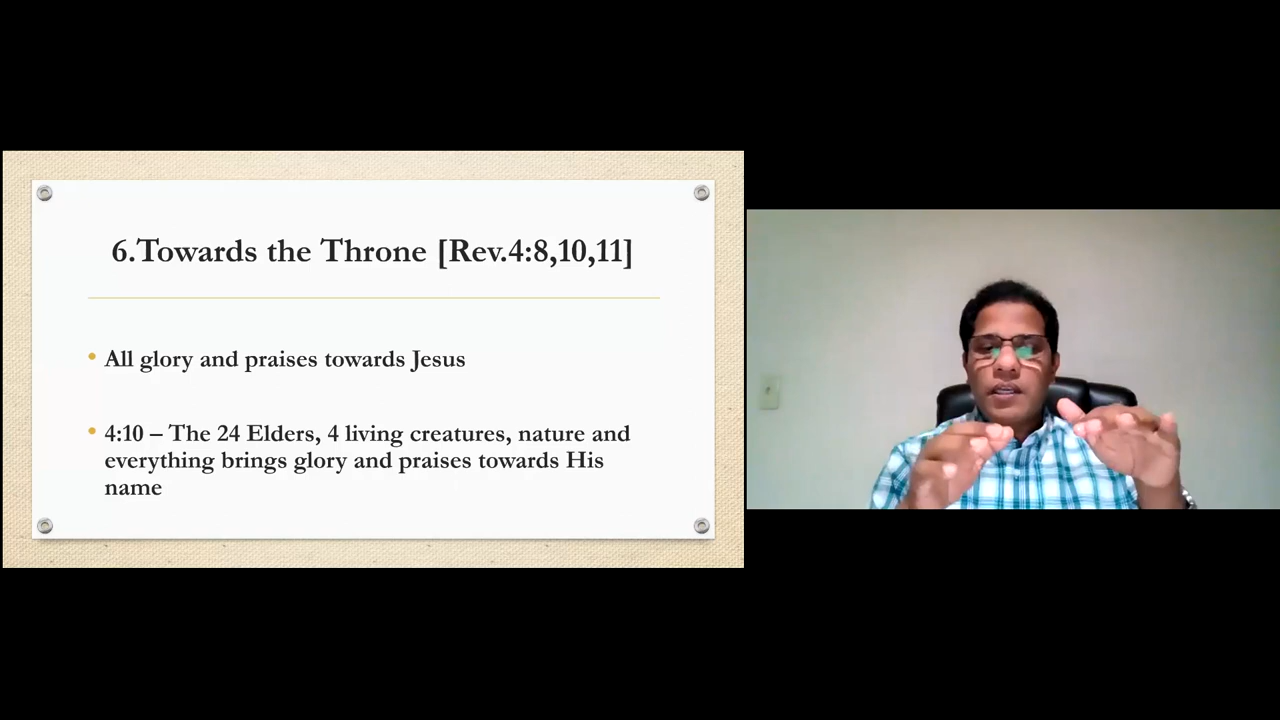 6.Towards the Throne [Rev.4:8,10,11]
• All glory and praises towards Jesus
• 4:10 – The 24 Elders, 4 living creatures, nature and
everything brings glory and praises towards His
name